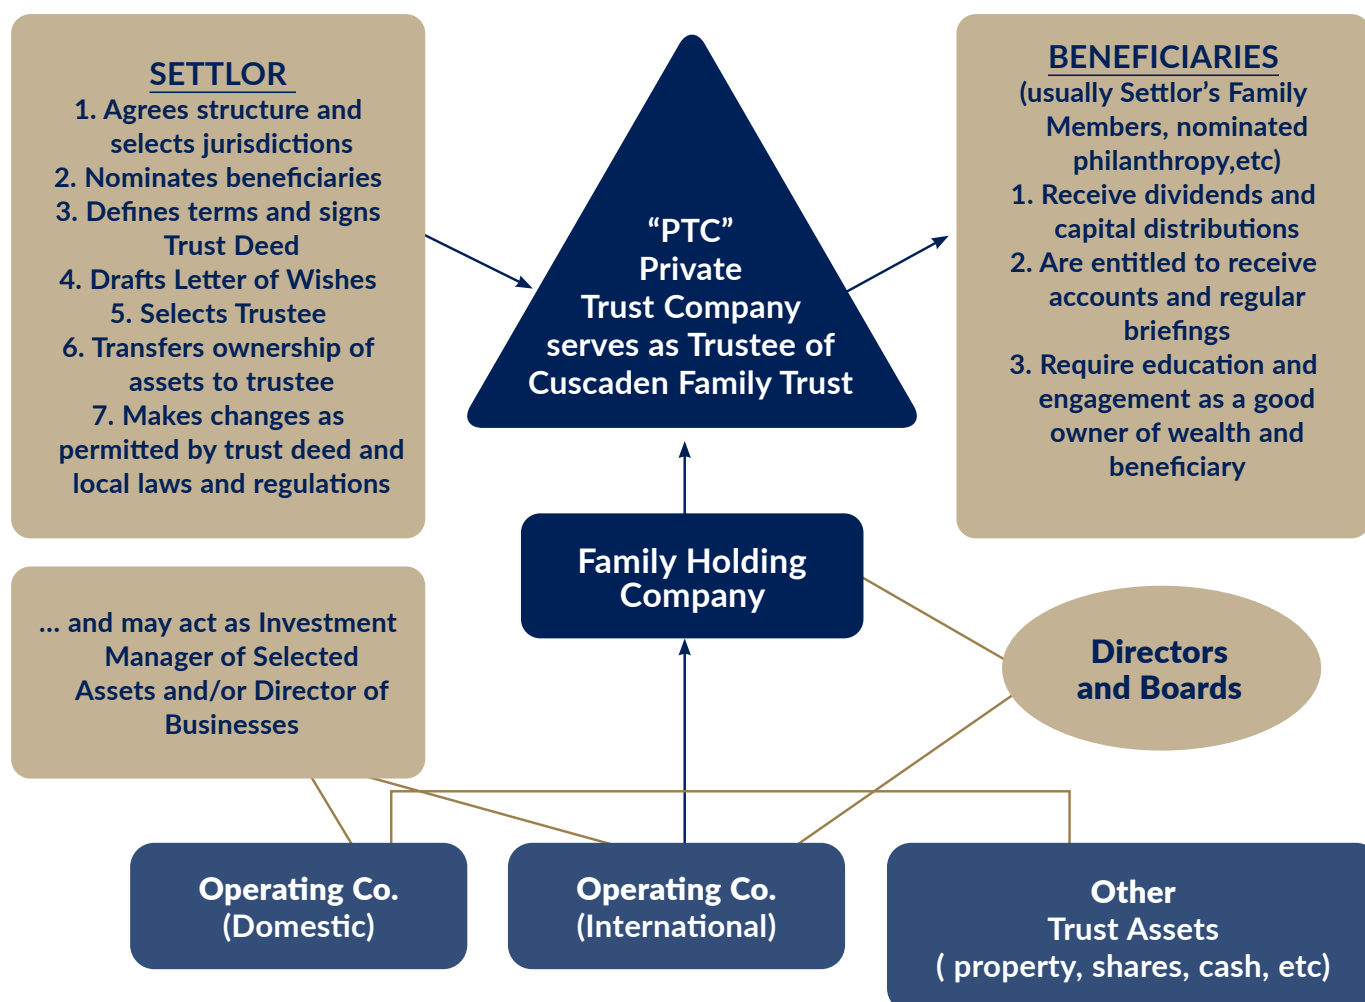 SETTLOR
1. Agrees structure and
selects jurisdictions
2. Nominates beneficiaries
3. Defines terms and signs
Trust Deed
4. Drafts Letter of Wishes
5. Selects Trustee
6. Transfers ownership of
assets to trustee
7. Makes changes as
permitted by trust deed and
local laws and regulations
“PTC”
Private
Trust Company
serves as Trustee of
Cuscaden Family Trust
BENEFICIARIES
(usually Settlor’s Family
Members, nominated
philanthropy,etc)
1. Receive dividends and
capital distributions
2. Are entitled to receive
accounts and regular
briefings
3. Require education and
engagement as a good
owner of wealth and
beneficiary
Family Holding
Company
... and may act as Investment
Manager of Selected
Assets and/or Director of
Businesses
Directors
and Boards
Operating Co.
(Domestic)
Operating Co.
(International)
Other
Trust Assets
( property, shares, cash, etc)